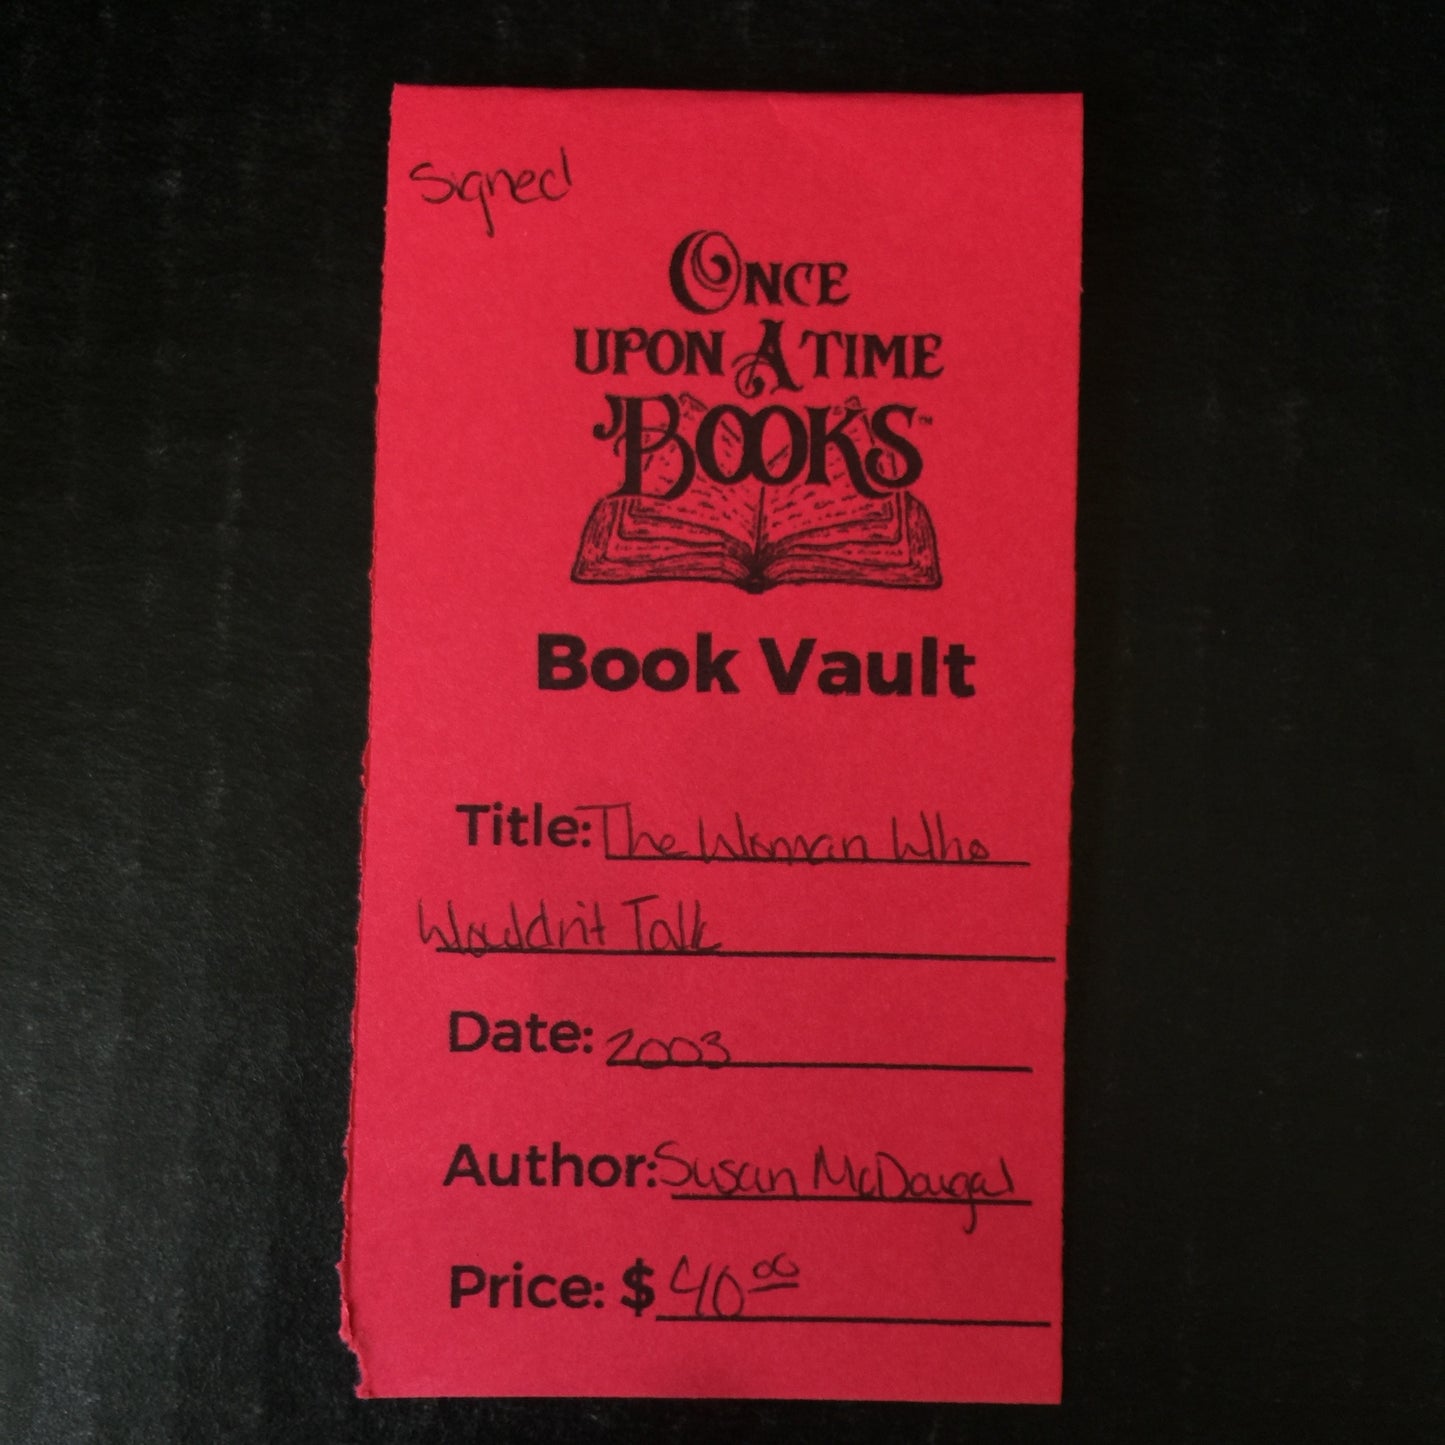 Signed
ONCE
UPON A TIME
BOOKS™
Book Vault
Title: The Woman Who
Wouldn't Talk
Date: 2003
Author: Susan McDougal
Price: $ 40.00